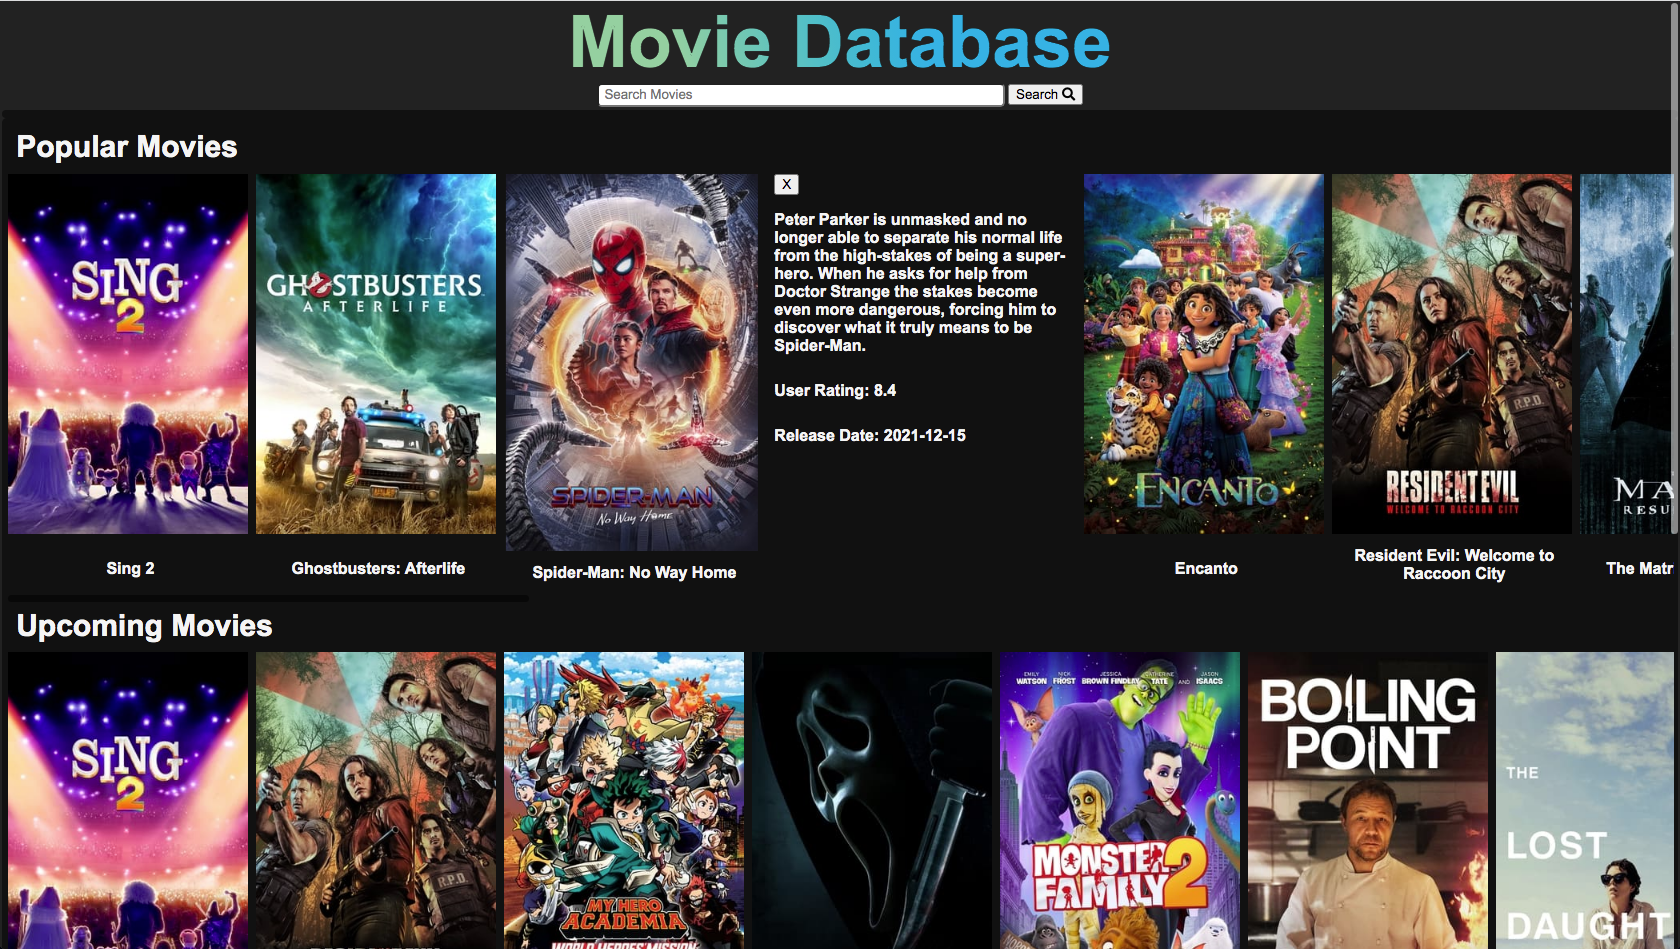 Movie Database
Search Movies
Search
Popular Movies
SING
2
GHOSTBUSTERS
AFTERLIFE
SPIDER-MAN
No Way Home
X
Peter Parker is unmasked and no
longer able to separate his normal life
from the high-stakes of being a super-
hero. When he asks for help from
Doctor Strange the stakes become
even more dangerous, forcing him to
discover what it truly means to be
Spider-Man.
User Rating: 8.4
Release Date: 2021-12-15
ENCANTO
R.P.D.
RESIDENT EVIL
WELCOME TO RACCOON CITY
MA
RESU
Sing 2
Ghostbusters: Afterlife
Spider-Man: No Way Home
Encanto
Resident Evil: Welcome to
Raccoon City
The Matr
Upcoming Movies
SING
2
R.P.D.
MY HERO
ACADEMIA
WORLD HEROES' MISSION
EMILY WATSON NICK FROST JESSICA BROWN FINDLAY CATHERINE TATE AND JASON ISAACS
MONSTER
FAMILY 2
BOILING
POINT
THE
LOST
DAUGHT